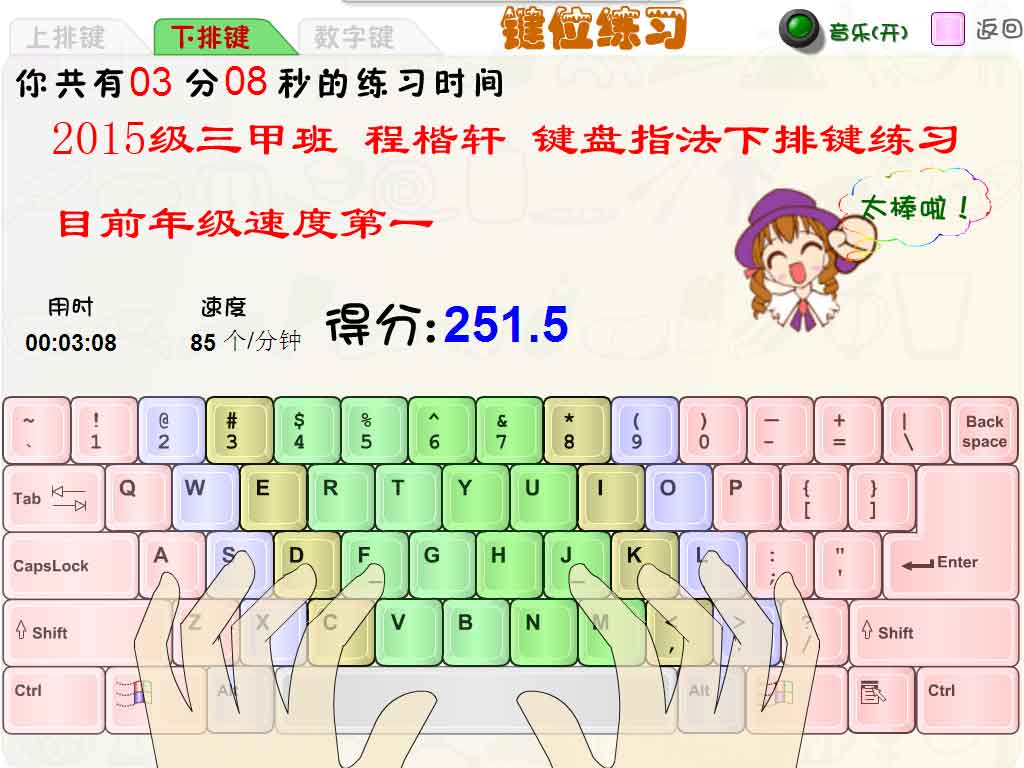 上排键 下排键 数字键 键位练习 音乐(开) 返回
你共有03 分08 秒的练习时间
2015级三甲班 程楷轩 键盘指法下排键练习
太棒啦！
目前年级速度第一
用时 速度
00:03:08 85 个/分钟 得分:251.5
~ ! @ # $ % ^ & * ( ) — + | Back
` 1 2 3 4 5 6 7 8 9 0 - = \ space
Tab Q W E R T Y U I O P { }
[ ]
CapsLock A S D F G H J K L : " Enter
; '
Shift Z X C V B N M < > ? Shift
, /
Ctrl Alt Alt Ctrl